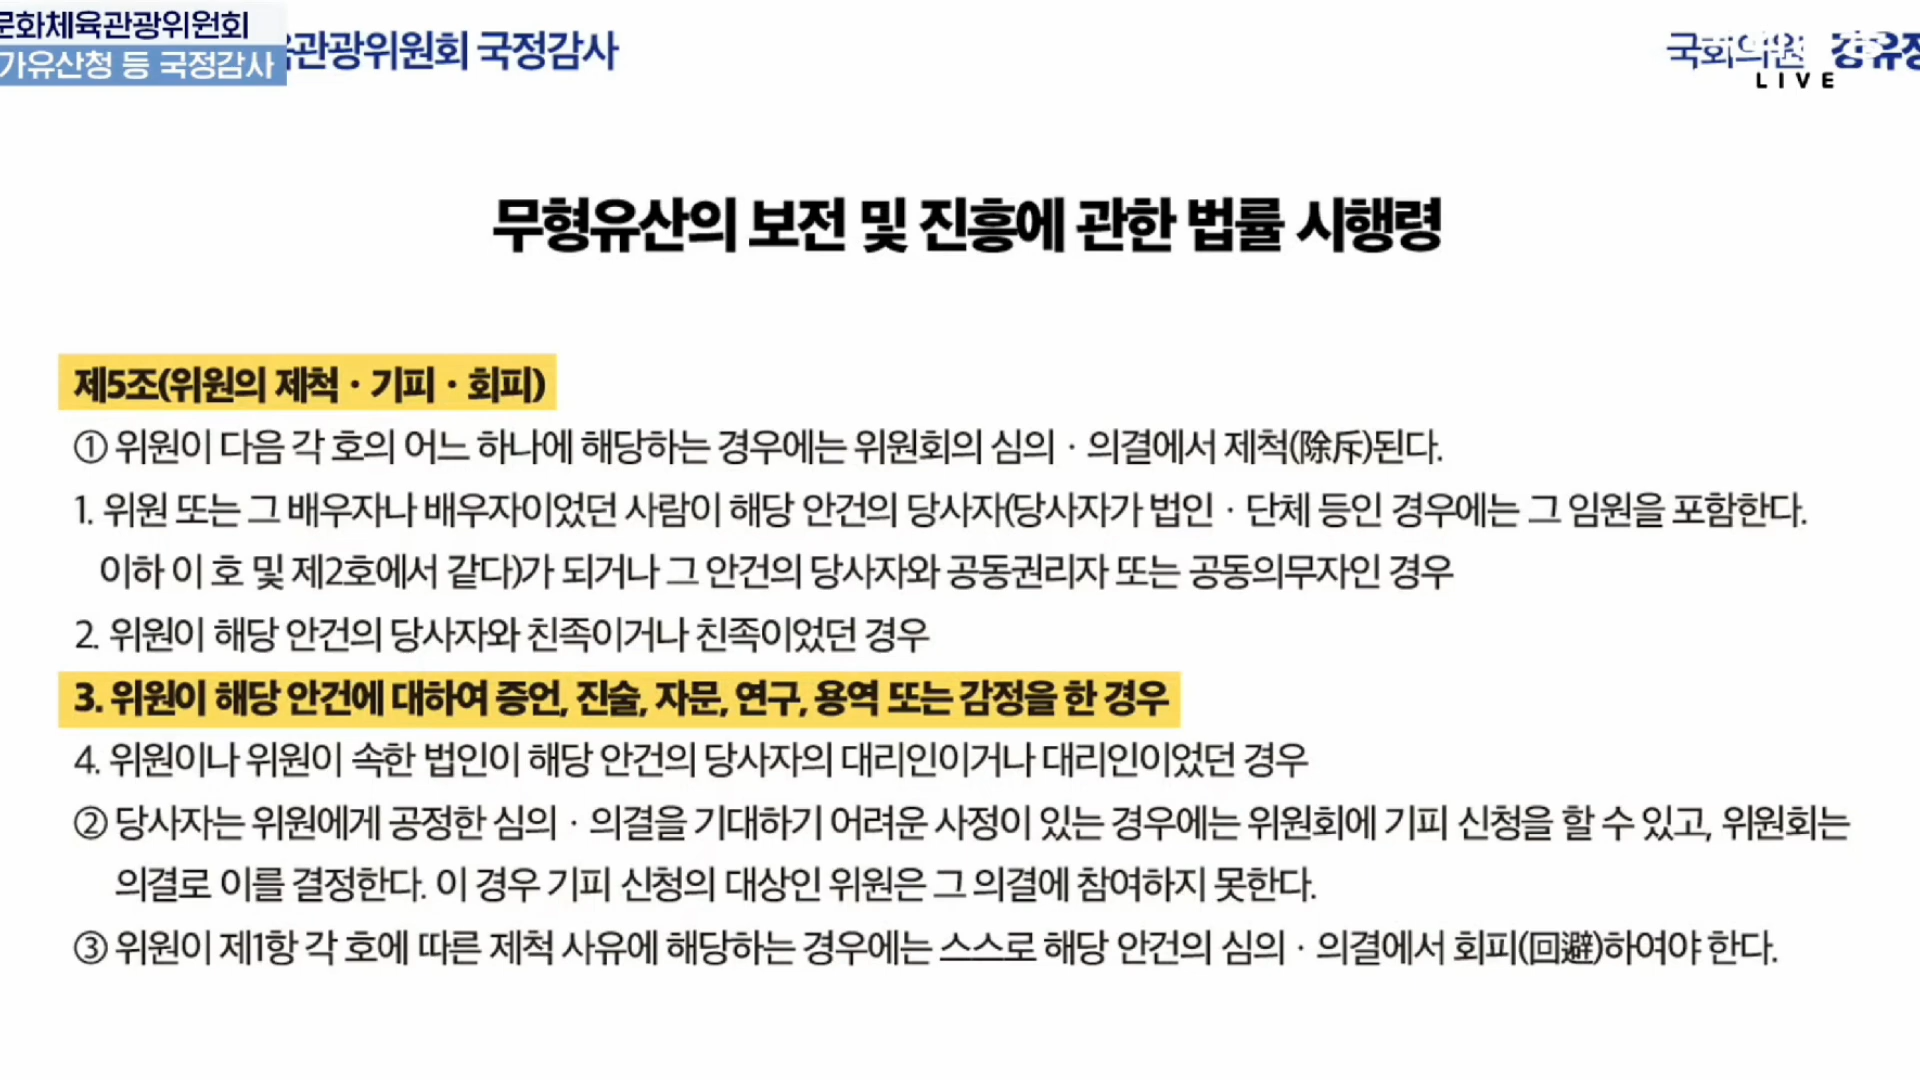 문화체육관광위원회
가유산청 등 국정감사
육관광위원회 국정감사
국회의원
LIVE
무형유산의 보전 및 진흥에 관한 법률 시행령
제5조(위원의 제척 · 기피 · 회피)
① 위원이 다음 각 호의 어느 하나에 해당하는 경우에는 위원회의 심의 · 의결에서 제척(除斥)된다.
1. 위원 또는 그 배우자나 배우자이었던 사람이 해당 안건의 당사자(당사자가 법인 · 단체 등인 경우에는 그 임원을 포함한다.
이하 이 호 및 제2호에서 같다)가 되거나 그 안건의 당사자와 공동권리자 또는 공동의무자인 경우
2. 위원이 해당 안건의 당사자와 친족이거나 친족이었던 경우
3. 위원이 해당 안건에 대하여 증언, 진술, 자문, 연구, 용역 또는 감정을 한 경우
4. 위원이나 위원이 속한 법인이 해당 안건의 당사자의 대리인이거나 대리인이었던 경우
② 당사자는 위원에게 공정한 심의 · 의결을 기대하기 어려운 사정이 있는 경우에는 위원회에 기피 신청을 할 수 있고, 위원회는
의결로 이를 결정한다. 이 경우 기피 신청의 대상인 위원은 그 의결에 참여하지 못한다.
③ 위원이 제1항 각 호에 따른 제척 사유에 해당하는 경우에는 스스로 해당 안건의 심의 · 의결에서 회피(回避)하여야 한다.